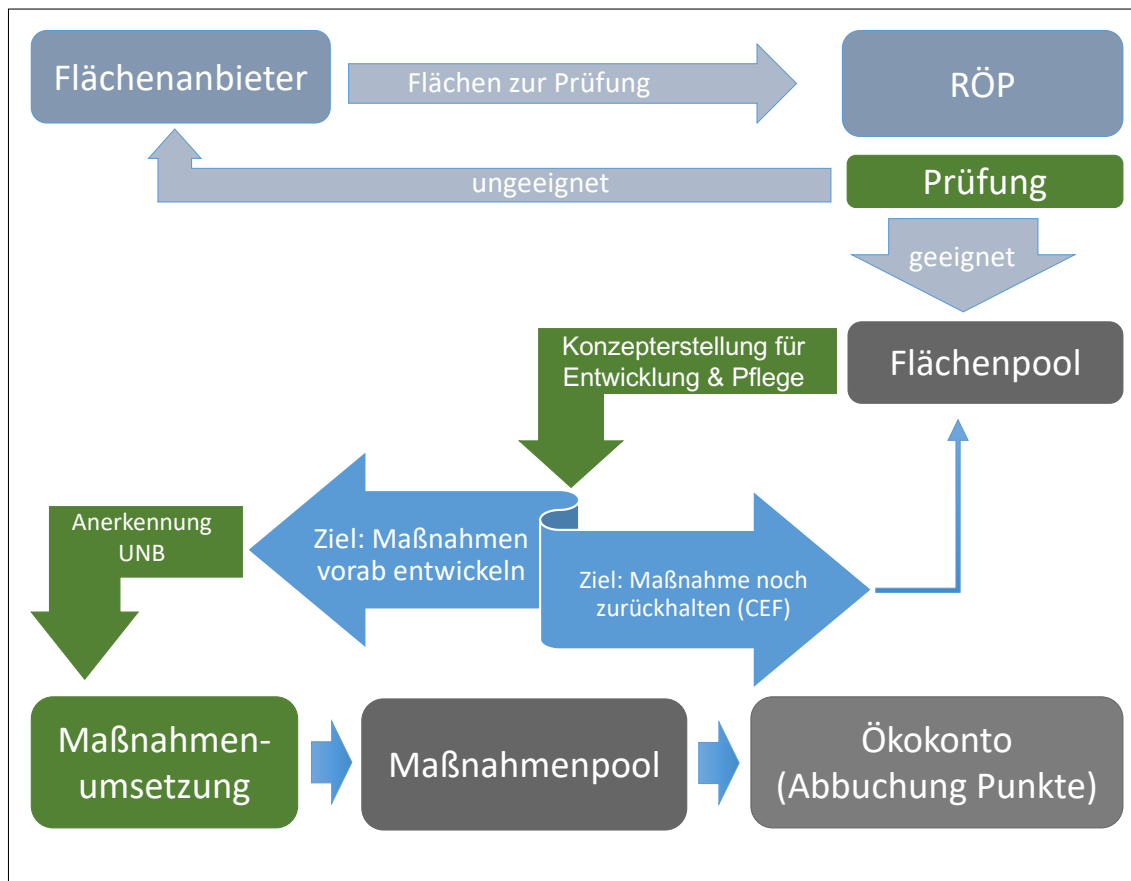 Flächenanbieter
Flächen zur Prüfung
RÖP
ungeeignet
Prüfung
geeignet
Konzepterstellung für
Entwicklung & Pflege
Flächenpool
Anerkennung
UNB
Ziel: Maßnahmen
vorab entwickeln
Ziel: Maßnahme noch
zurückhalten (CEF)
Maßnahmen-
umsetzung
Maßnahmenpool
Ökokonto
(Abbuchung Punkte)